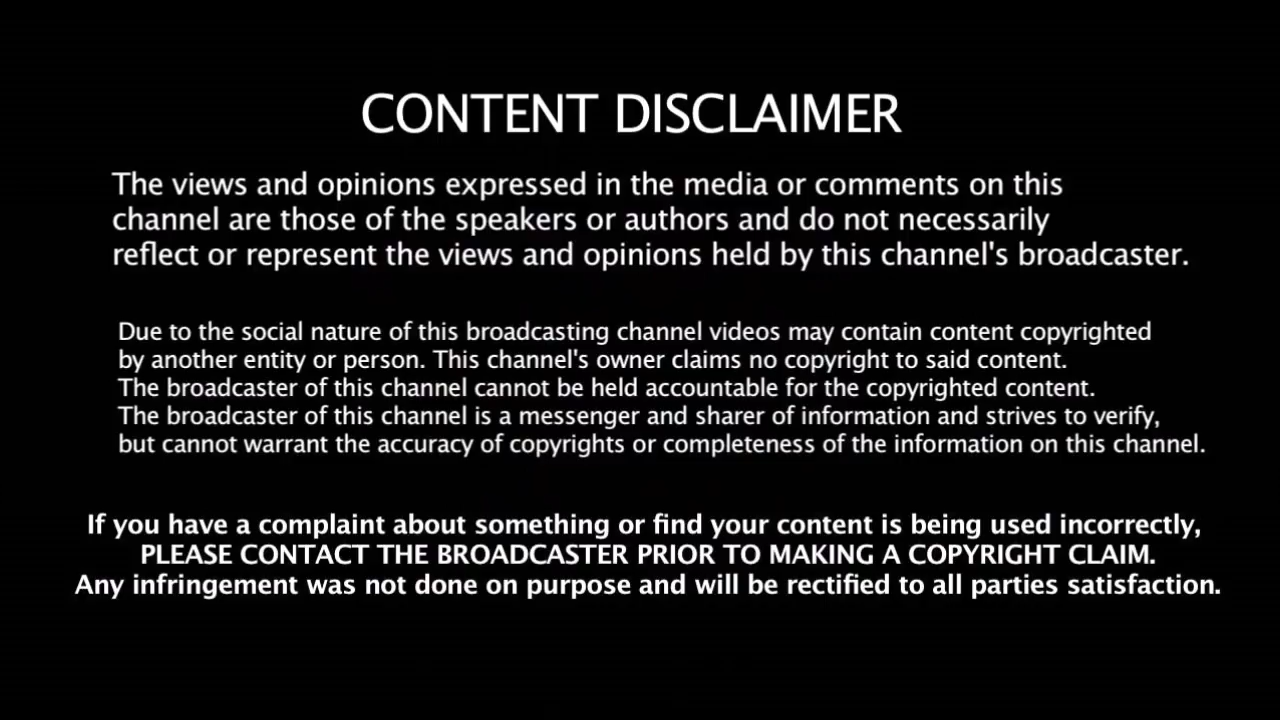 CONTENT DISCLAIMER
The views and opinions expressed in the media or comments on this
channel are those of the speakers or authors and do not necessarily
reflect or represent the views and opinions held by this channel's broadcaster.
Due to the social nature of this broadcasting channel videos may contain content copyrighted
by another entity or person. This channel's owner claims no copyright to said content.
The broadcaster of this channel cannot be held accountable for the copyrighted content.
The broadcaster of this channel is a messenger and sharer of information and strives to verify,
but cannot warrant the accuracy of copyrights or completeness of the information on this channel.
If you have a complaint about something or find your content is being used incorrectly,
PLEASE CONTACT THE BROADCASTER PRIOR TO MAKING A COPYRIGHT CLAIM.
Any infringement was not done on purpose and will be rectified to all parties satisfaction.